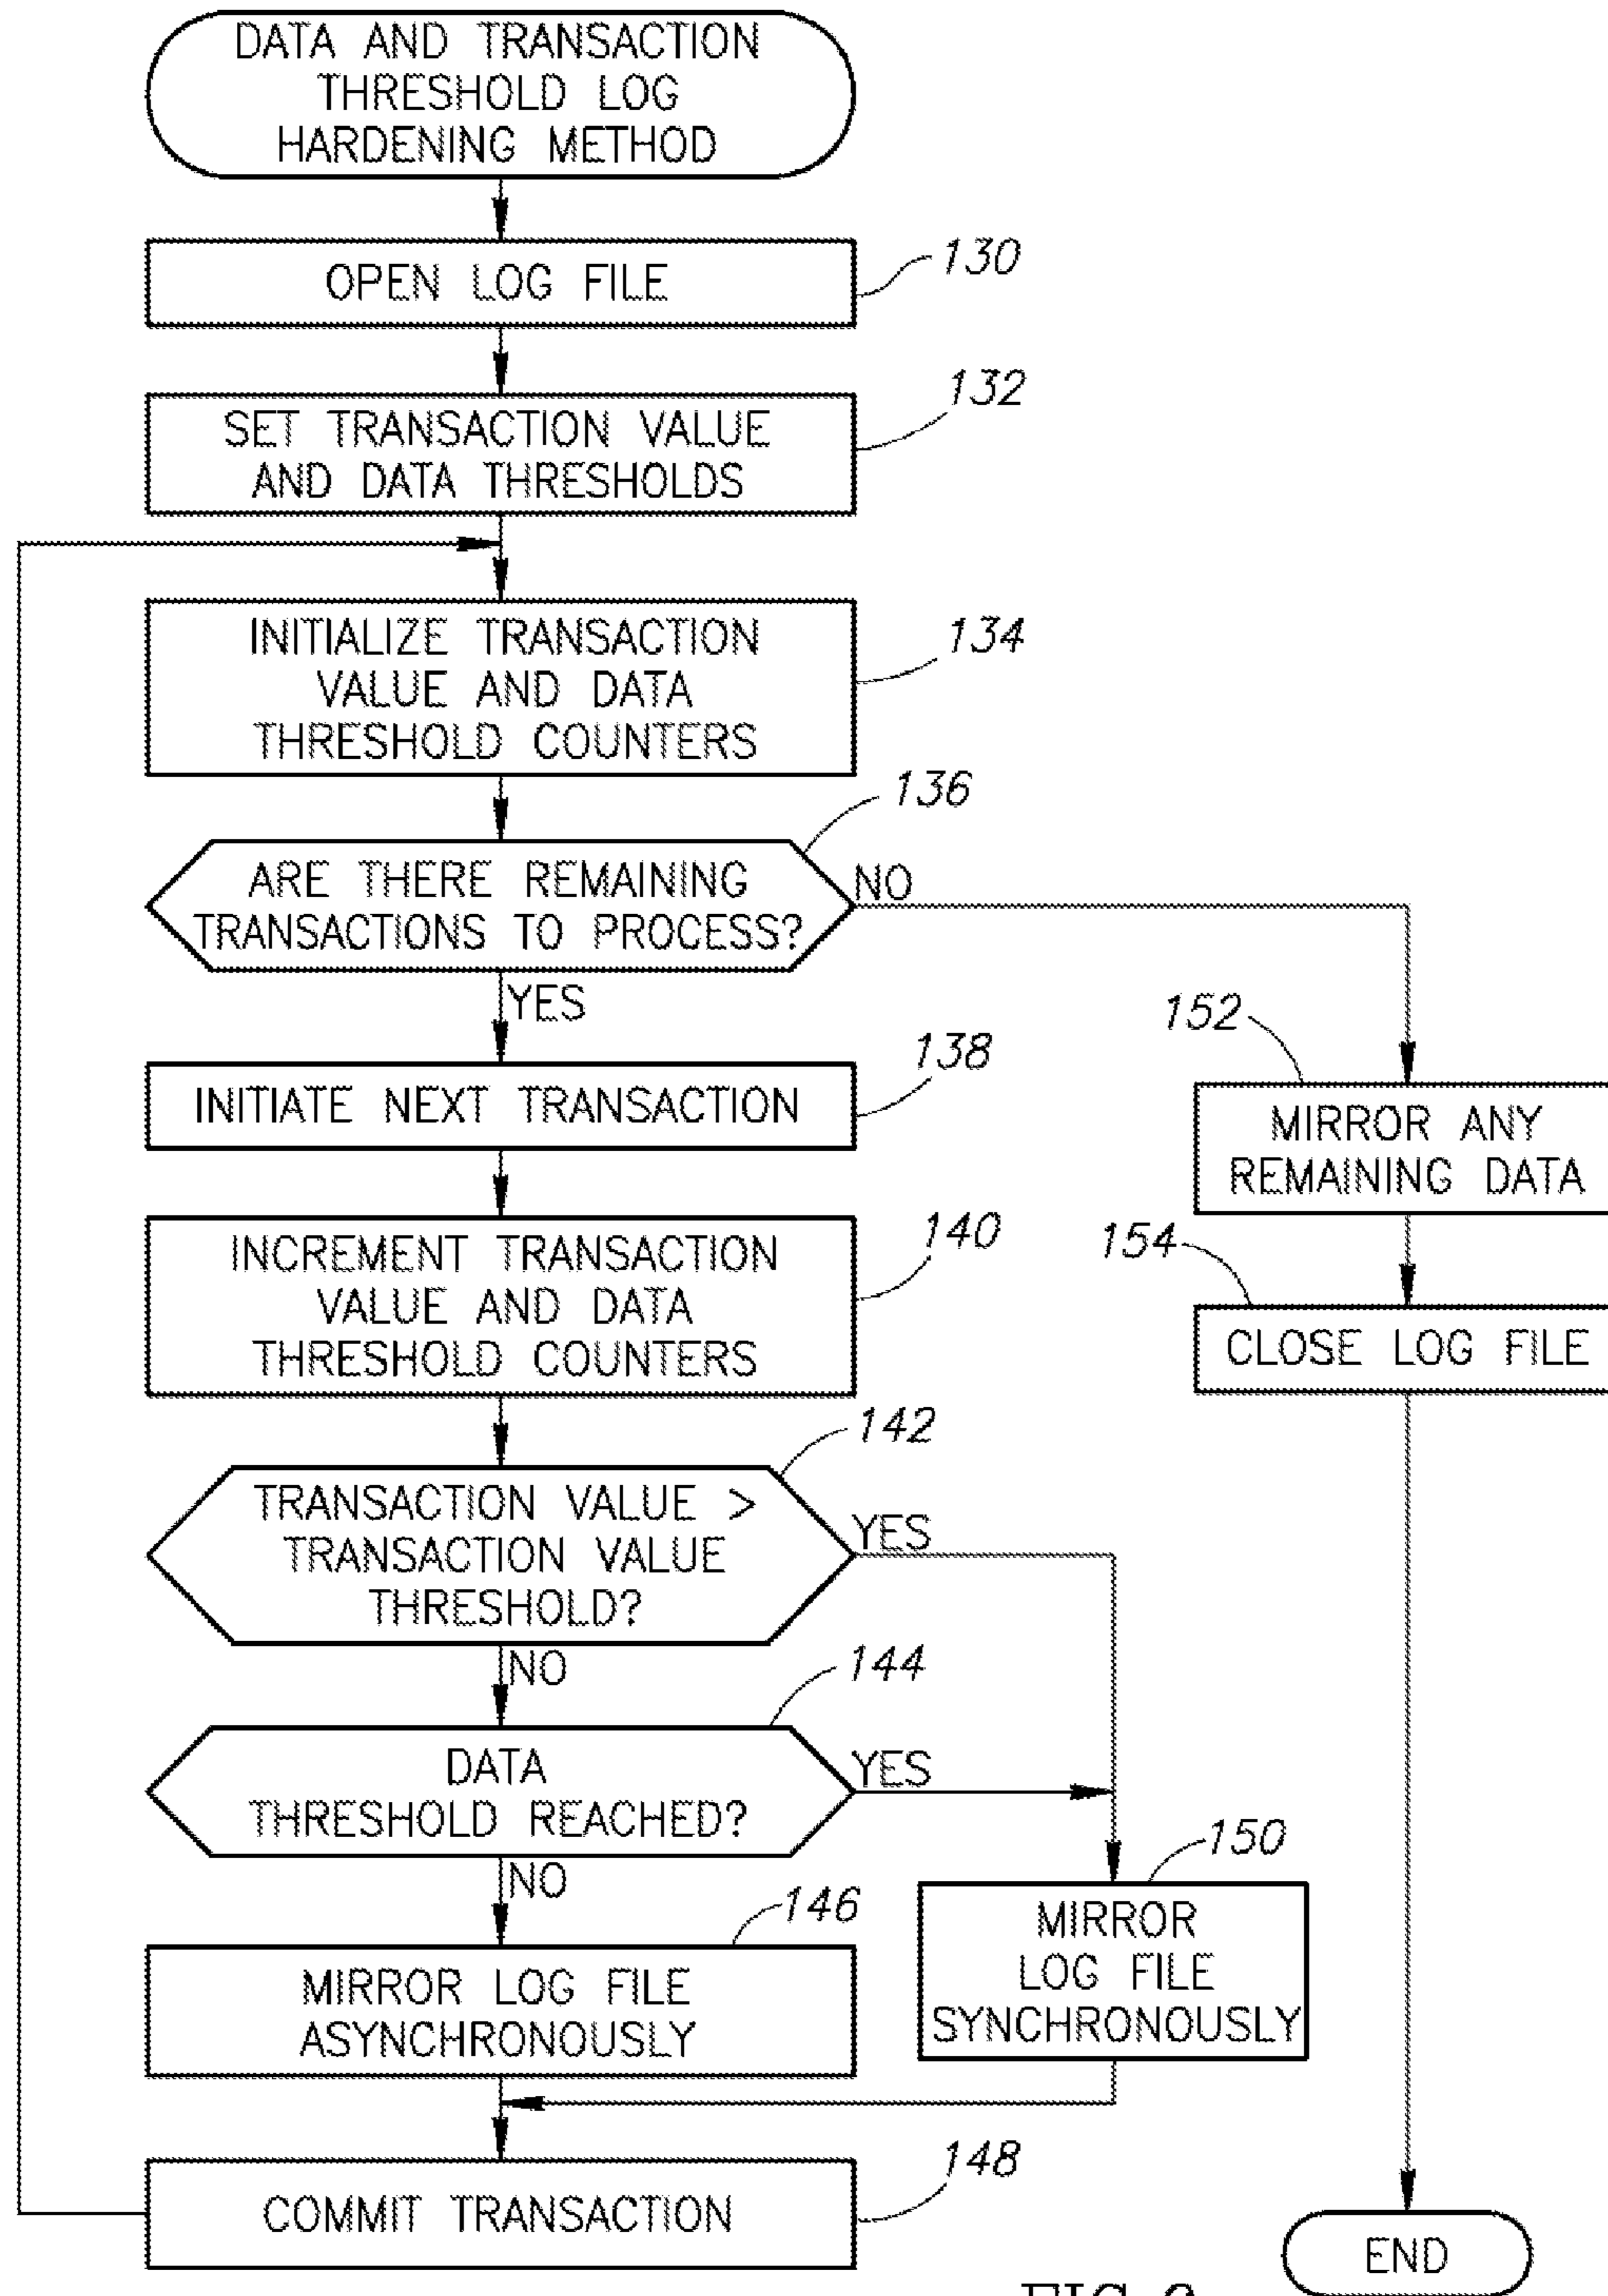 DATA AND TRANSACTION
THRESHOLD LOG
HARDENING METHOD
OPEN LOG FILE
130
SET TRANSACTION VALUE
AND DATA THRESHOLDS
132
INITIALIZE TRANSACTION
VALUE AND DATA
THRESHOLD COUNTERS
134
136
ARE THERE REMAINING
TRANSACTIONS TO PROCESS?
NO
YES
138
INITIATE NEXT TRANSACTION
152
MIRROR ANY
REMAINING DATA
140
INCREMENT TRANSACTION
VALUE AND DATA
THRESHOLD COUNTERS
154
CLOSE LOG FILE
142
TRANSACTION VALUE >
TRANSACTION VALUE
THRESHOLD?
YES
NO
144
DATA
THRESHOLD REACHED?
YES
NO
146
MIRROR LOG FILE
ASYNCHRONOUSLY
150
MIRROR
LOG FILE
SYNCHRONOUSLY
148
COMMIT TRANSACTION
END